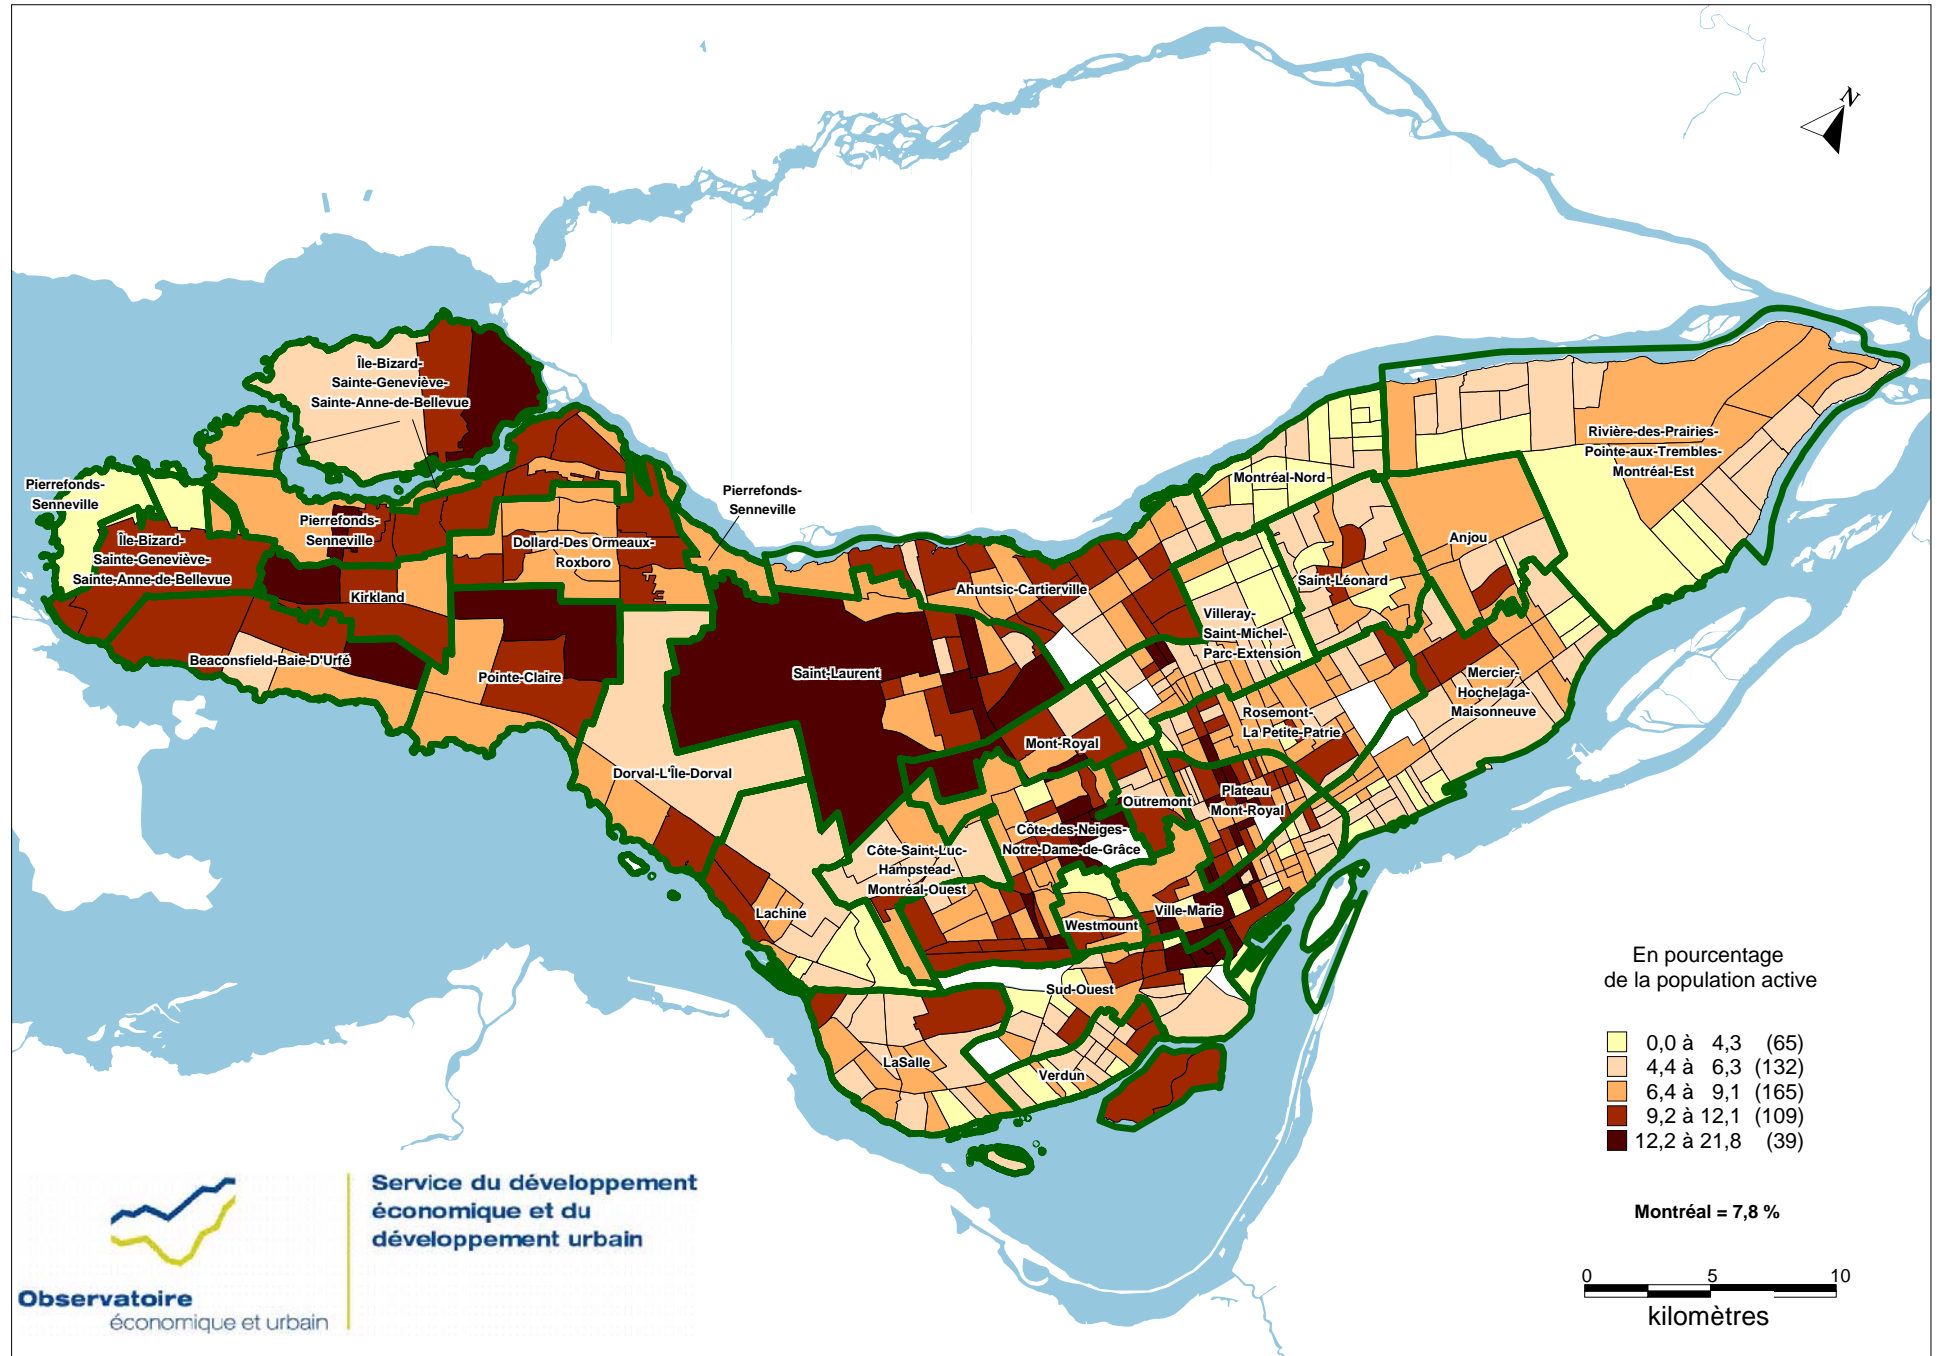 N
Île-Bizard-
Sainte-Geneviève-
Sainte-Anne-de-Bellevue
Pierrefonds-
Senneville
Pierrefonds-
Senneville
Pierrefonds-
Senneville
Île-Bizard-
Sainte-Geneviève-
Sainte-Anne-de-Bellevue
Dollard-Des Ormeaux-
Roxboro
Kirkland
Beaconsfield-Baie-D'Urfé
Pointe-Claire
Dorval-L'Île-Dorval
Saint-Laurent
Ahuntsic-Cartierville
Montréal-Nord
Rivière-des-Prairies-
Pointe-aux-Trembles-
Montréal-Est
Anjou
Saint-Léonard
Villeray-
Saint-Michel-
Parc-Extension
Mercier-
Hochelaga-
Maisonneuve
Rosemont-
La Petite-Patrie
Mont-Royal
Outremont
Plateau
Mont-Royal
Côte-des-Neiges-
Notre-Dame-de-Grâce
Côte-Saint-Luc-
Hampstead-
Montréal-Ouest
Lachine
Westmount
Ville-Marie
Sud-Ouest
LaSalle
Verdun
En pourcentage
de la population active
0,0 à 4,3 (65)
4,4 à 6,3 (132)
6,4 à 9,1 (165)
9,2 à 12,1 (109)
12,2 à 21,8 (39)
Montréal = 7,8 %
0 5 10
kilomètres
Service du développement
économique et du
développement urbain
Observatoire
économique et urbain